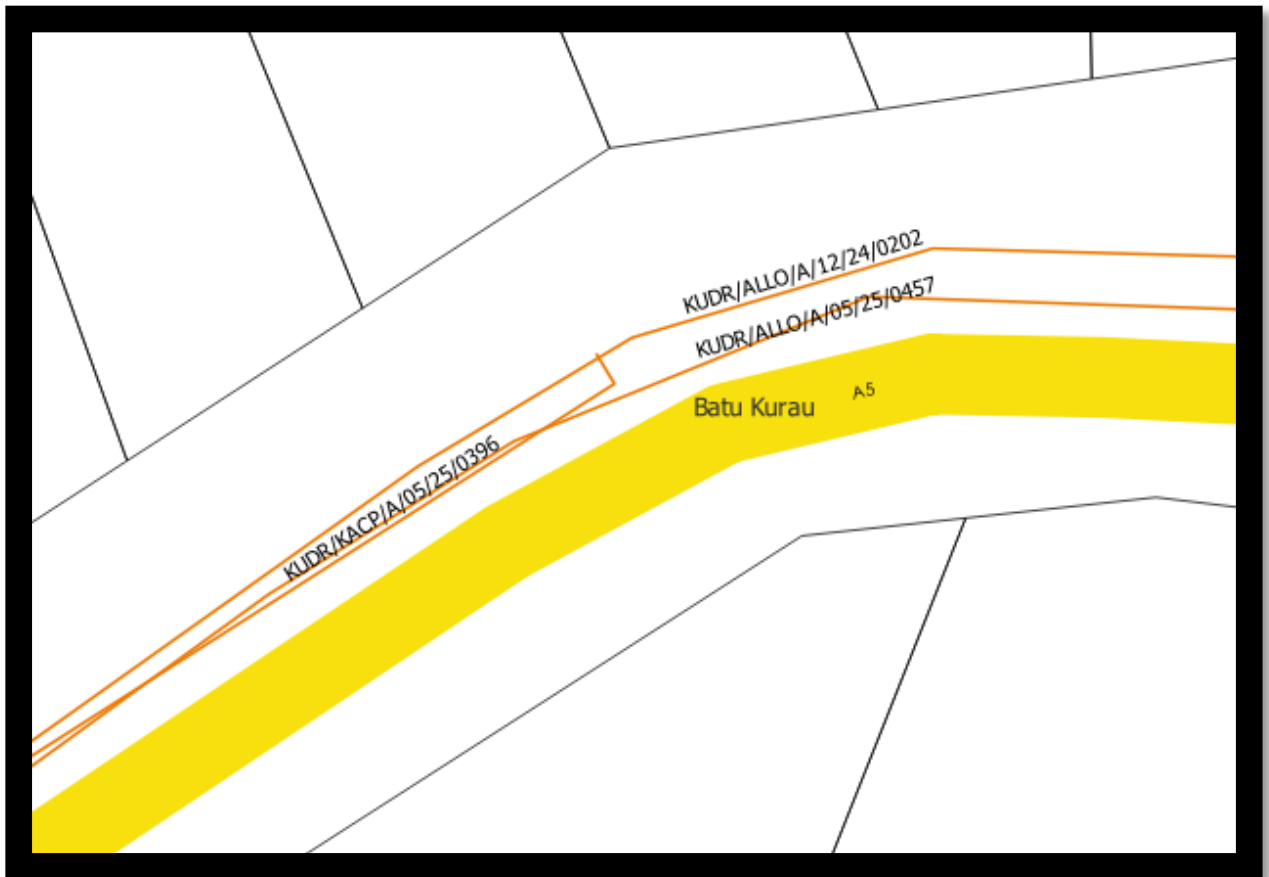 KUDR/ALLO/A/12/24/0202
KUDR/ALLO/A/05/25/0457
Batu Kurau
A5
KUDR/KACP/A/05/25/0396